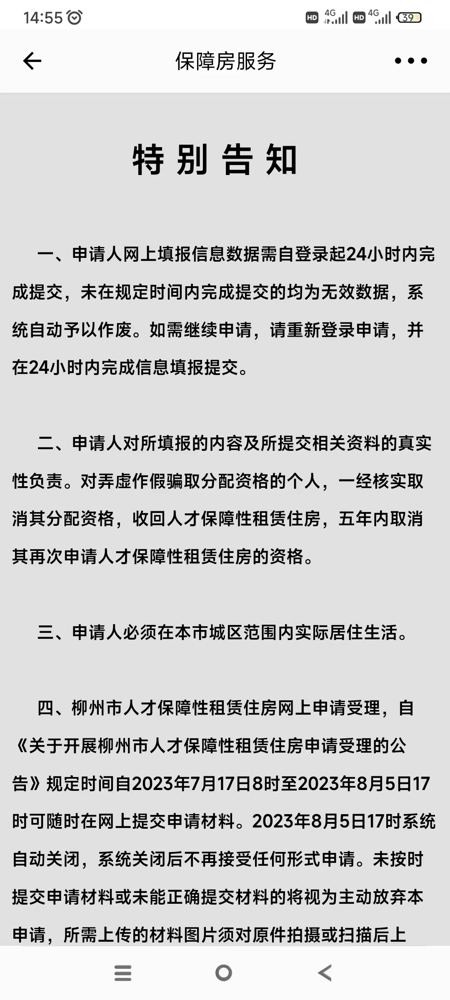 14:55
HD 4G HD 4G 39
保障房服务
特别告知
一、申请人网上填报信息数据需自登录起24小时内完
成提交，未在规定时间内完成提交的均为无效数据，系
统自动予以作废。如需继续申请，请重新登录申请，并
在24小时内完成信息填报提交。
二、申请人对所填报的内容及所提交相关资料的真实
性负责。对弄虚作假骗取分配资格的个人，一经核实取
消其分配资格，收回人才保障性租赁住房，五年内取消
其再次申请人才保障性租赁住房的资格。
三、申请人必须在本市城区范围内实际居住生活。
四、柳州市人才保障性租赁住房网上申请受理，自
《关于开展柳州市人才保障性租赁住房申请受理的公
告》规定时间自2023年7月17日8时至2023年8月5日17
时可随时在网上提交申请材料。2023年8月5日17时系统
自动关闭，系统关闭后不再接受任何形式申请。未按时
提交申请材料或未能正确提交材料的将视为主动放弃本
申请，所需上传的材料图片须对原件拍摄或扫描后上